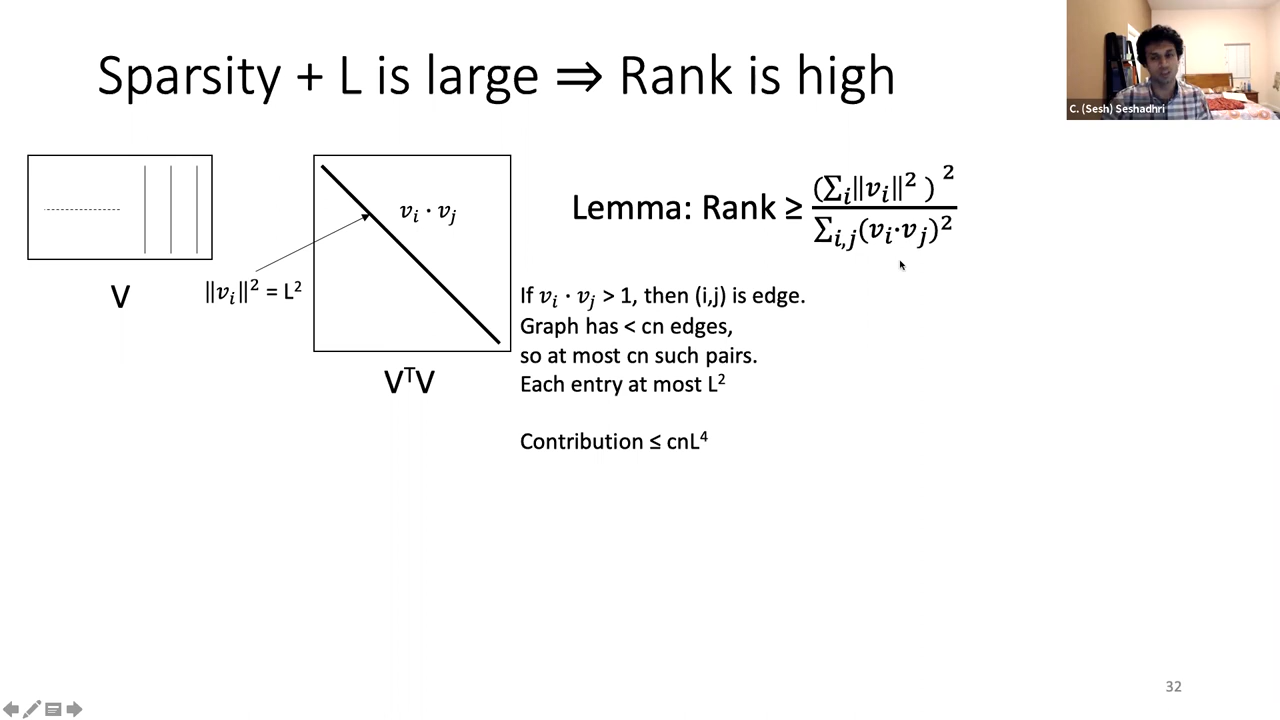 Sparsity + L is large ⇒ Rank is high
C. (Sesh) Seshadhri
V
‖vᵢ‖² = L²
vᵢ · vⱼ
VᵀV
Lemma: Rank ≥ (∑ᵢ‖vᵢ‖² )² / ∑ᵢ,ⱼ(vᵢ·vⱼ)²
If vᵢ · vⱼ > 1, then (i,j) is edge.
Graph has < cn edges,
so at most cn such pairs.
Each entry at most L²
Contribution ≤ cnL⁴
32